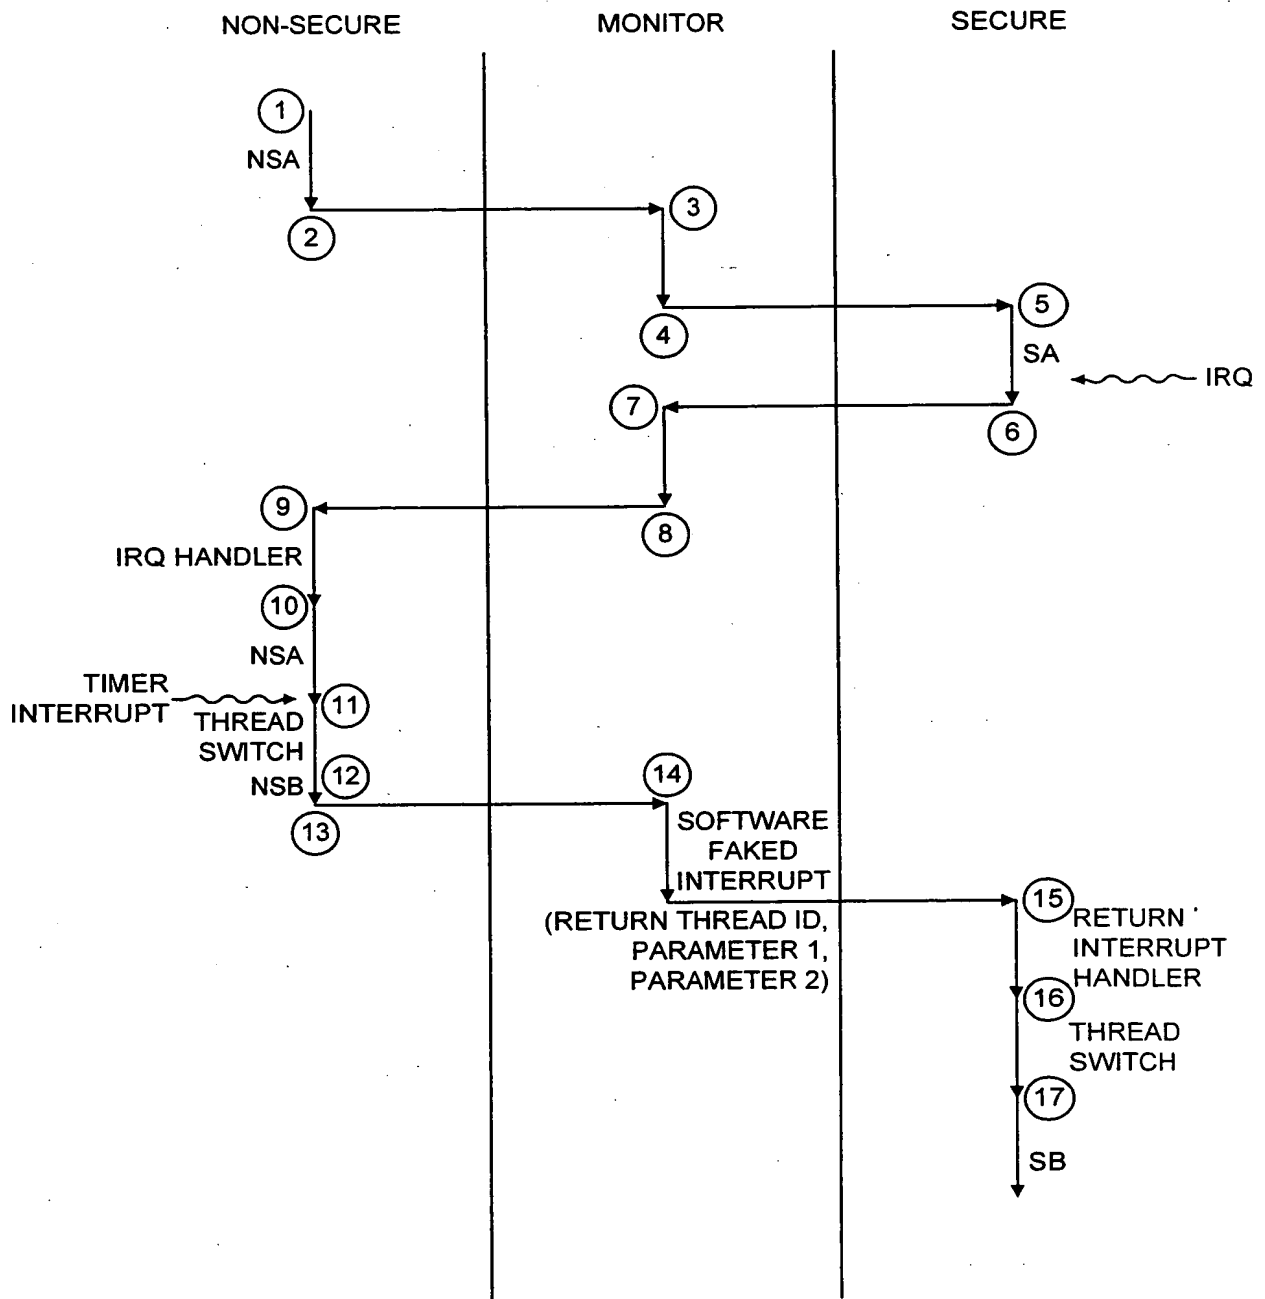 NON-SECURE
MONITOR
SECURE
1
NSA
2
3
4
5
SA
IRQ
6
7
8
9
IRQ HANDLER
10
NSA
TIMER
INTERRUPT
11
THREAD
SWITCH
NSB
12
13
14
SOFTWARE
FAKED
INTERRUPT
(RETURN THREAD ID,
PARAMETER 1,
PARAMETER 2)
15
RETURN
INTERRUPT
HANDLER
16
THREAD
SWITCH
17
SB